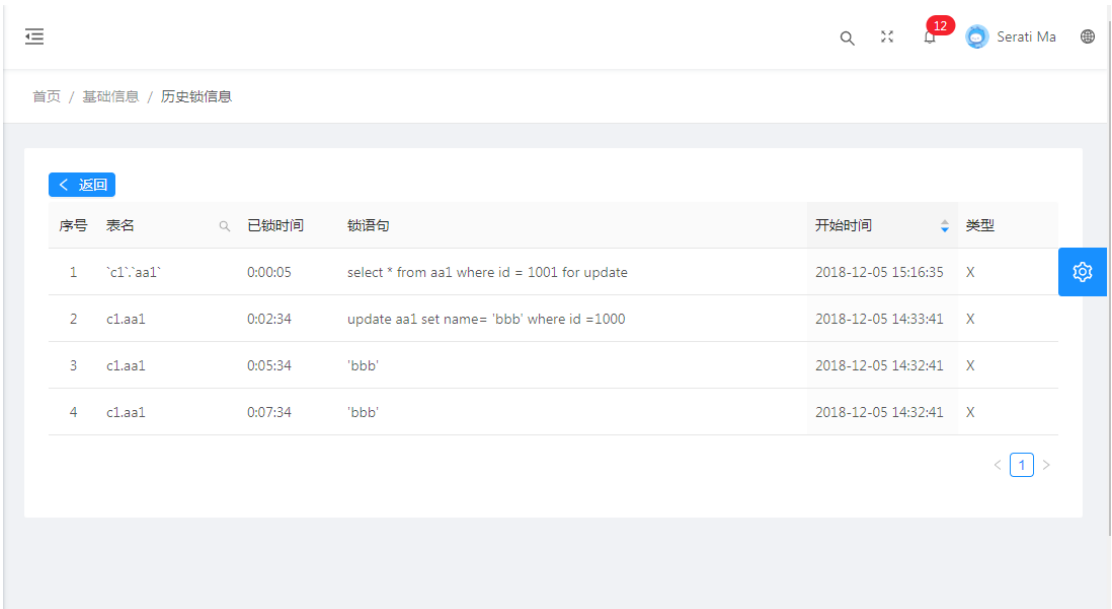 12
Serati Ma
首页 / 基础信息 / 历史锁信息
返回
序号 表名 已锁时间 锁语句 开始时间 类型
1 `c1`.`aa1` 0:00:05 select * from aa1 where id = 1001 for update 2018-12-05 15:16:35 X
2 c1.aa1 0:02:34 update aa1 set name= 'bbb' where id =1000 2018-12-05 14:33:41 X
3 c1.aa1 0:05:34 'bbb' 2018-12-05 14:32:41 X
4 c1.aa1 0:07:34 'bbb' 2018-12-05 14:32:41 X
< 1 >